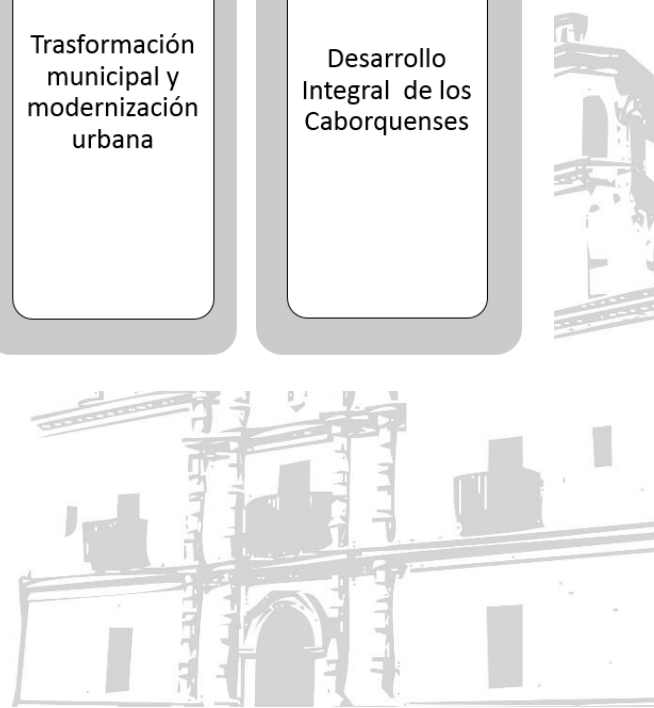 Trasformación
municipal y
modernización
urbana
Desarrollo
Integral  de los
Caborquenses